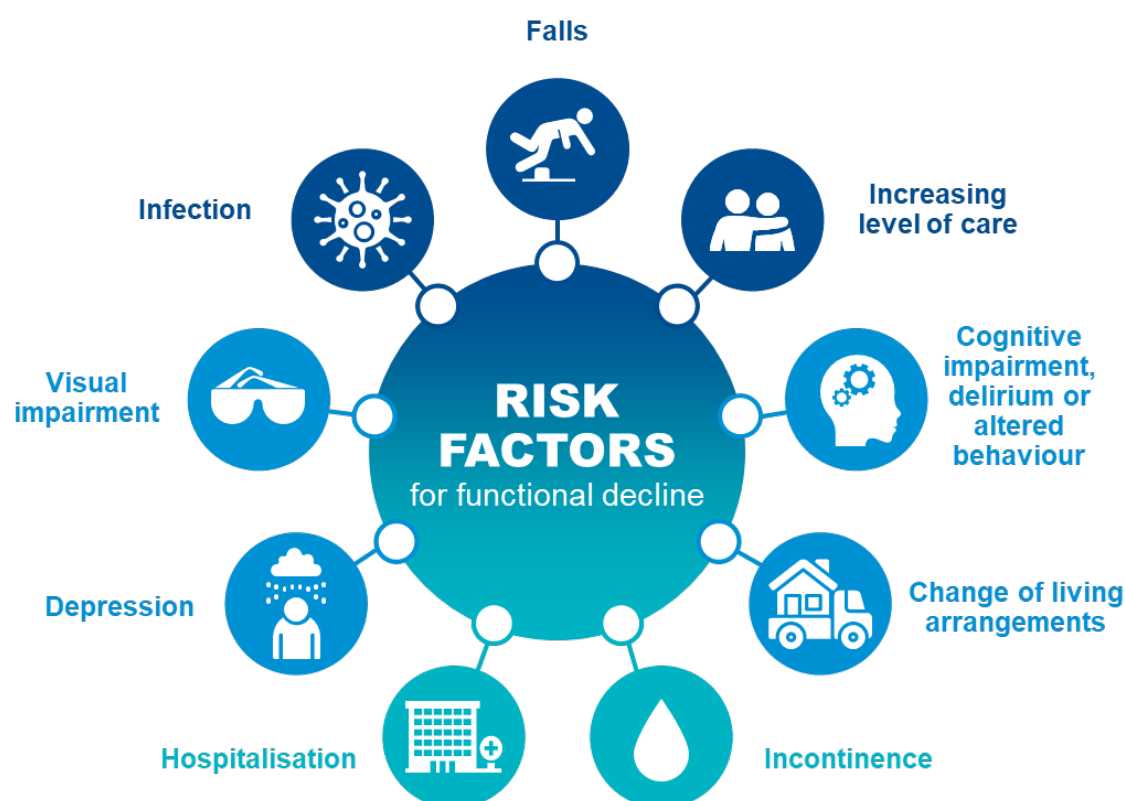 Falls
Increasing
level of care
Cognitive
impairment,
delirium or
altered
behaviour
Change of living
arrangements
Incontinence
Hospitalisation
Depression
Visual
impairment
Infection
RISK
FACTORS
for functional decline